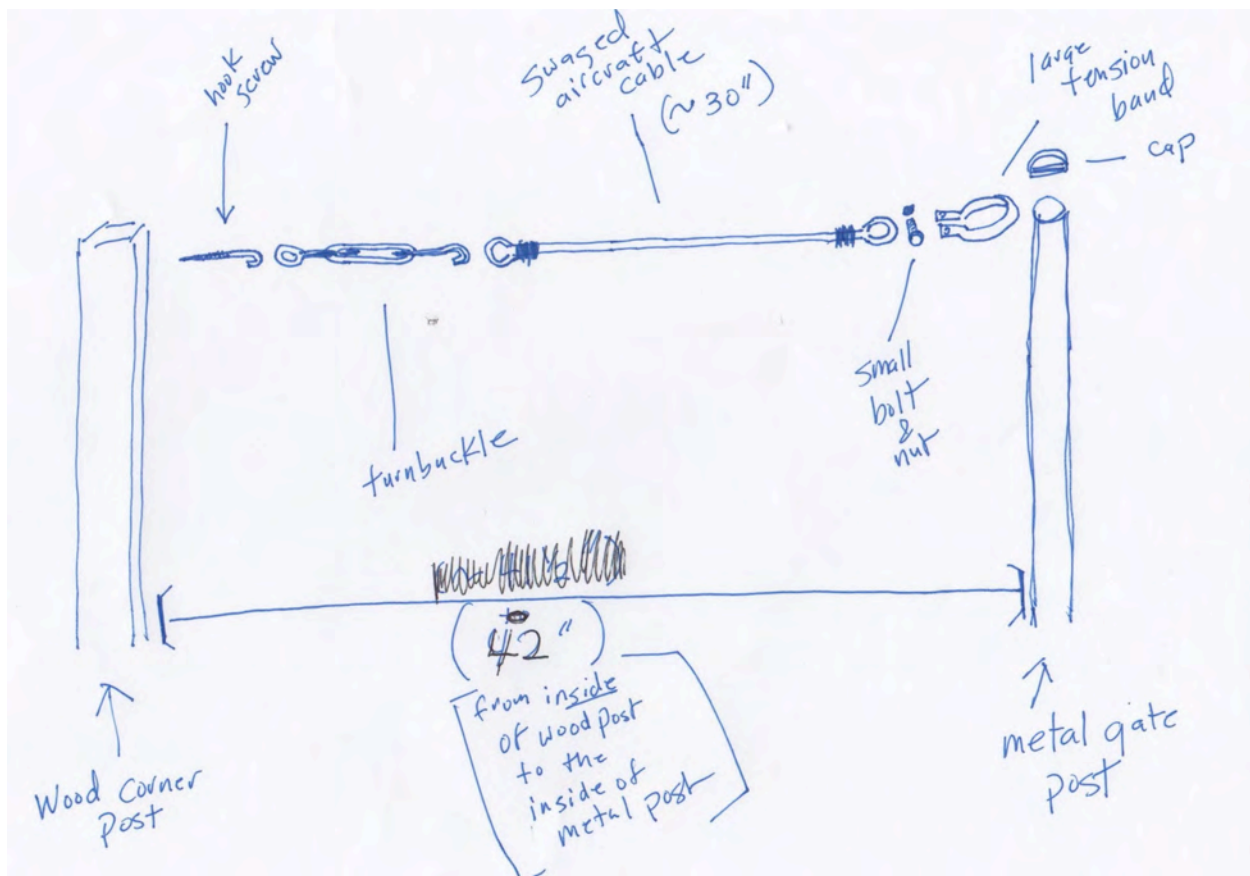 hook
screw
swaged
aircraft
cable
(~30")
large
tension
band
cap
small
bolt
&
nut
turnbuckle
(42")
from inside
of wood post
to the
inside of
metal post
Wood corner
post
metal gate
post